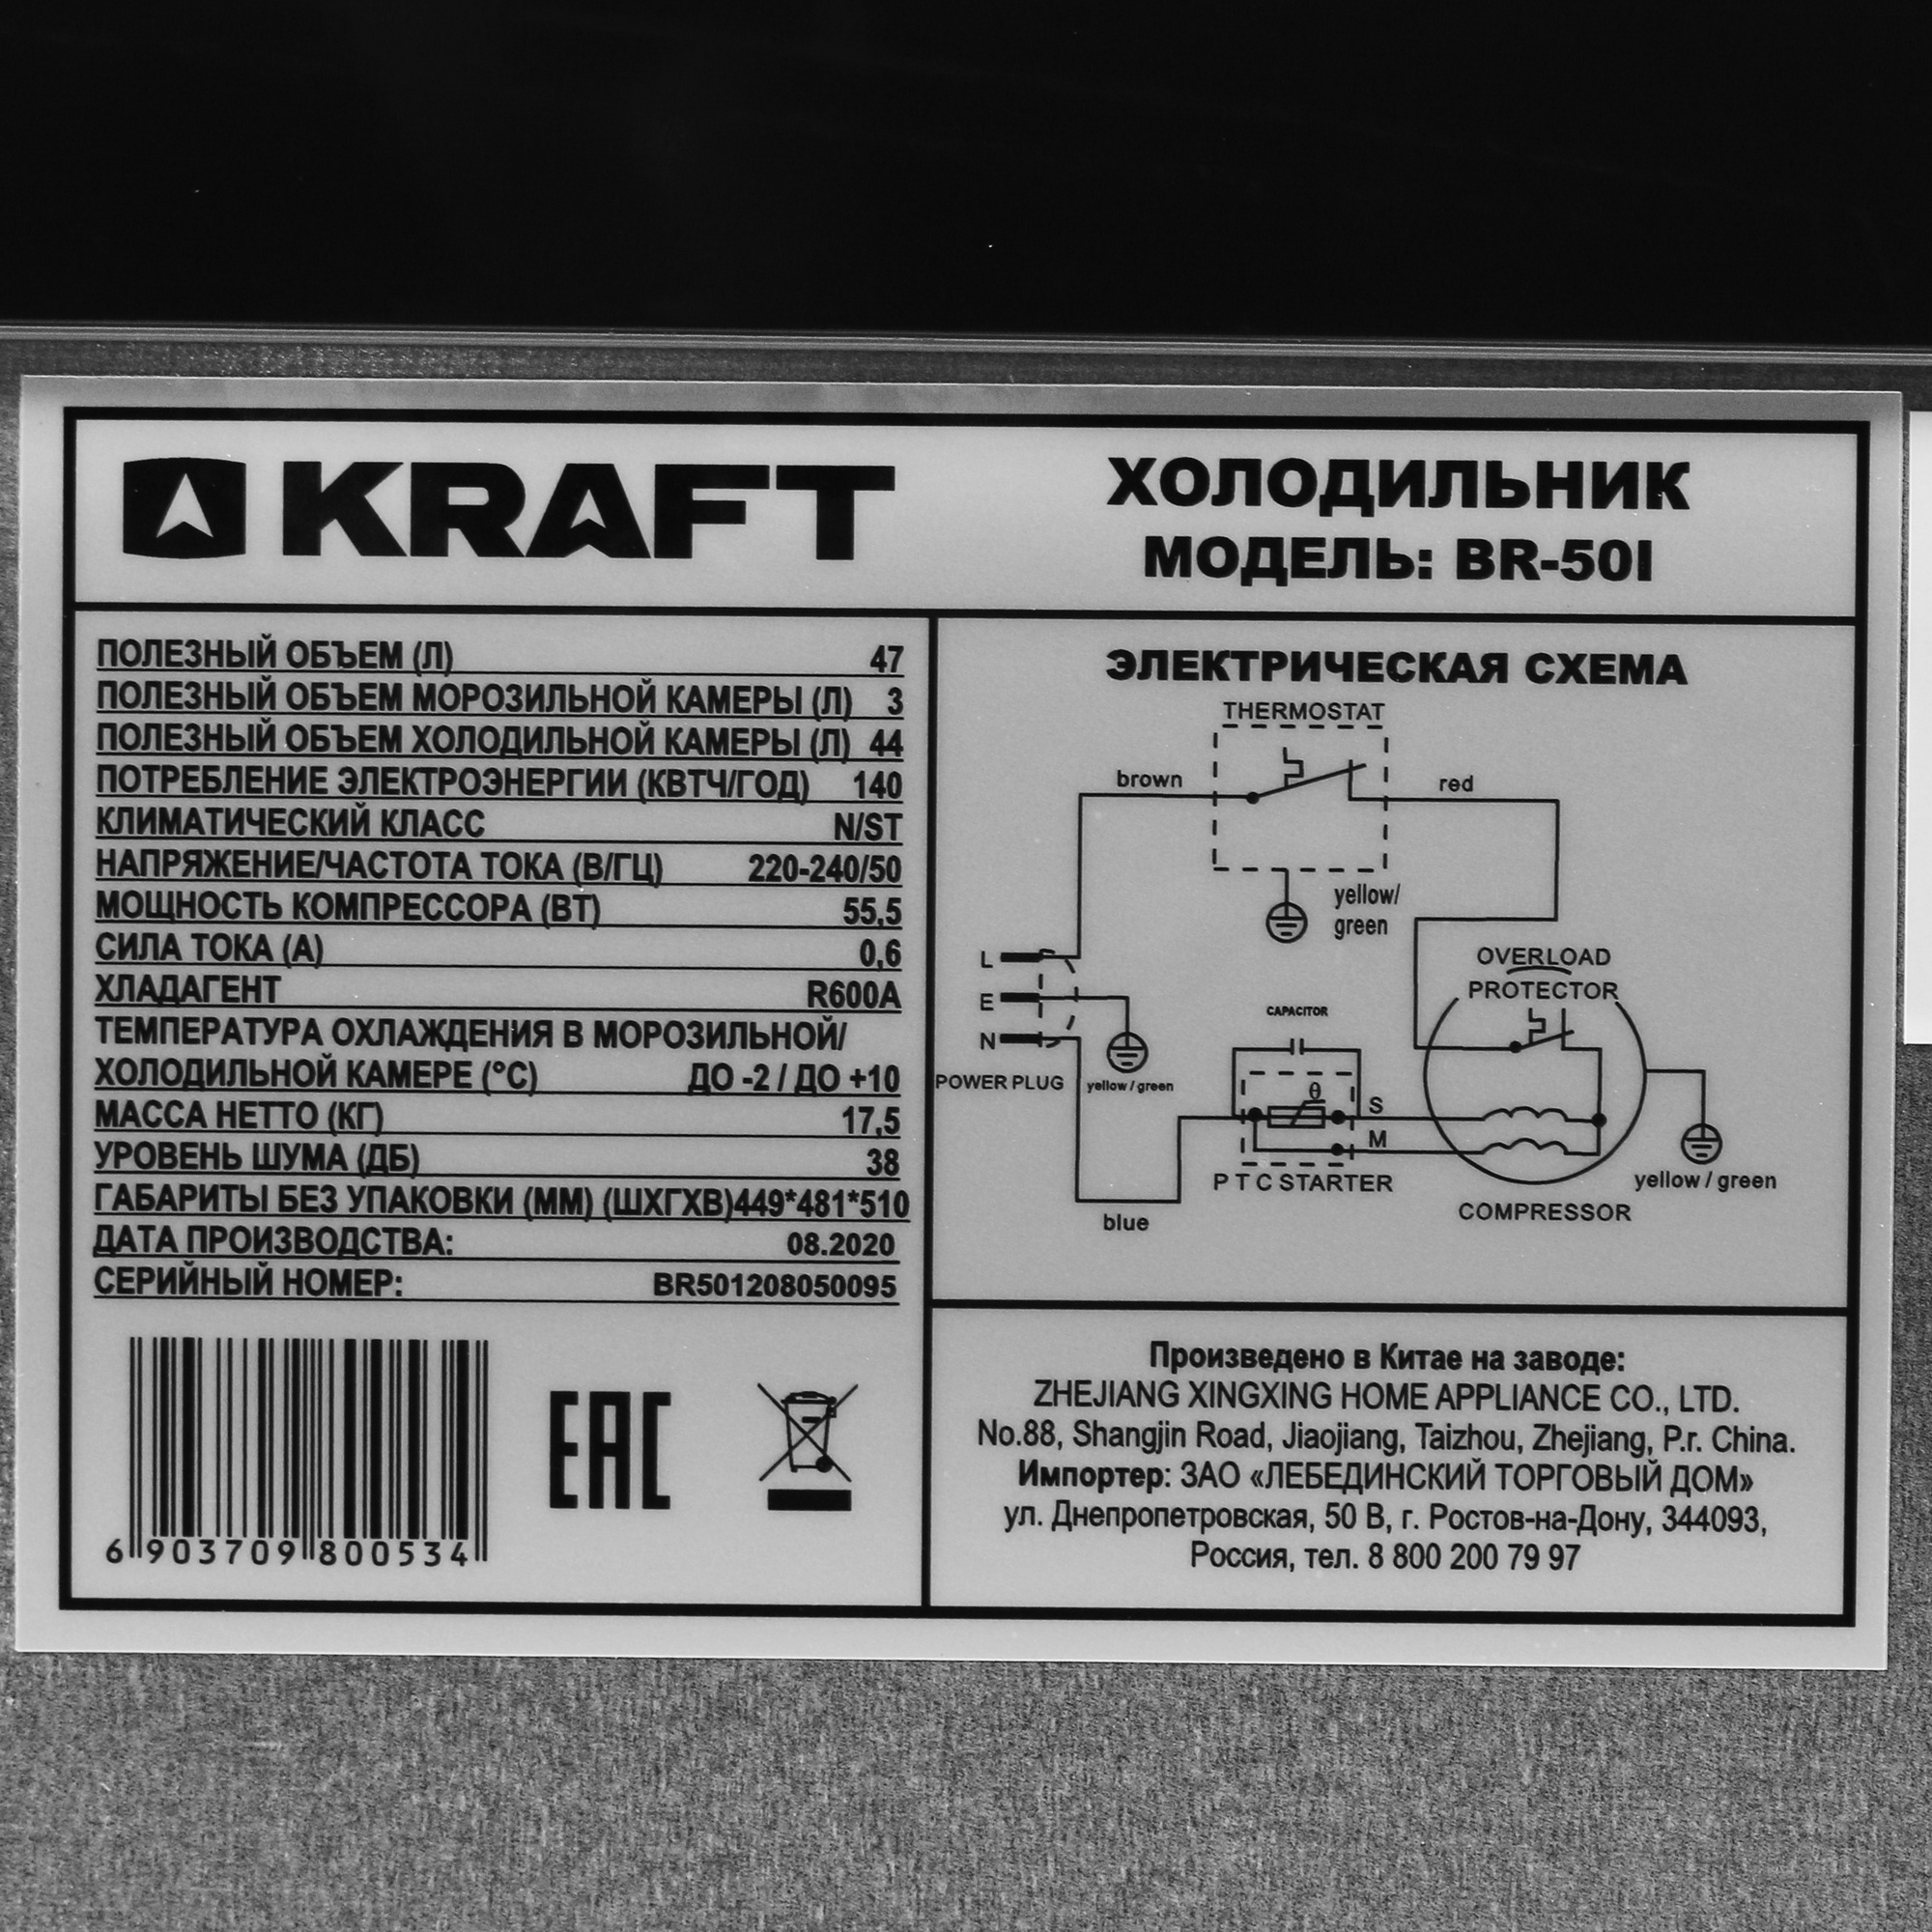 KRAFT
ХОЛОДИЛЬНИК
МОДЕЛЬ: BR-50I
ПОЛЕЗНЫЙ ОБЪЕМ (Л) 47
ПОЛЕЗНЫЙ ОБЪЕМ МОРОЗИЛЬНОЙ КАМЕРЫ (Л) 3
ПОЛЕЗНЫЙ ОБЪЕМ ХОЛОДИЛЬНОЙ КАМЕРЫ (Л) 44
ПОТРЕБЛЕНИЕ ЭЛЕКТРОЭНЕРГИИ (КВТЧ/ГОД) 140
КЛИМАТИЧЕСКИЙ КЛАСС N/ST
НАПРЯЖЕНИЕ/ЧАСТОТА ТОКА (В/ГЦ) 220-240/50
МОЩНОСТЬ КОМПРЕССОРА (ВТ) 55,5
СИЛА ТОКА (А) 0,6
ХЛАДАГЕНТ R600A
ТЕМПЕРАТУРА ОХЛАЖДЕНИЯ В МОРОЗИЛЬНОЙ/
ХОЛОДИЛЬНОЙ КАМЕРЕ (°С) ДО -2 / ДО +10
МАССА НЕТТО (КГ) 17,5
УРОВЕНЬ ШУМА (ДБ) 38
ГАБАРИТЫ БЕЗ УПАКОВКИ (ММ) (ШХГХВ)449*481*510
ДАТА ПРОИЗВОДСТВА: 08.2020
СЕРИЙНЫЙ НОМЕР: BR501208050095
6 903709 800534
EAC
ЭЛЕКТРИЧЕСКАЯ СХЕМА
THERMOSTAT
brown
red
yellow/
green
L
E
N
POWER PLUG
yellow / green
CAPACITOR
θ
S
M
P T C STARTER
blue
OVERLOAD
PROTECTOR
COMPRESSOR
yellow / green
Произведено в Китае на заводе:
ZHEJIANG XINGXING HOME APPLIANCE CO., LTD.
No.88, Shangjin Road, Jiaojiang, Taizhou, Zhejiang, P.r. China.
Импортер: ЗАО «ЛЕБЕДИНСКИЙ ТОРГОВЫЙ ДОМ»
ул. Днепропетровская, 50 В, г. Ростов-на-Дону, 344093,
Россия, тел. 8 800 200 79 97